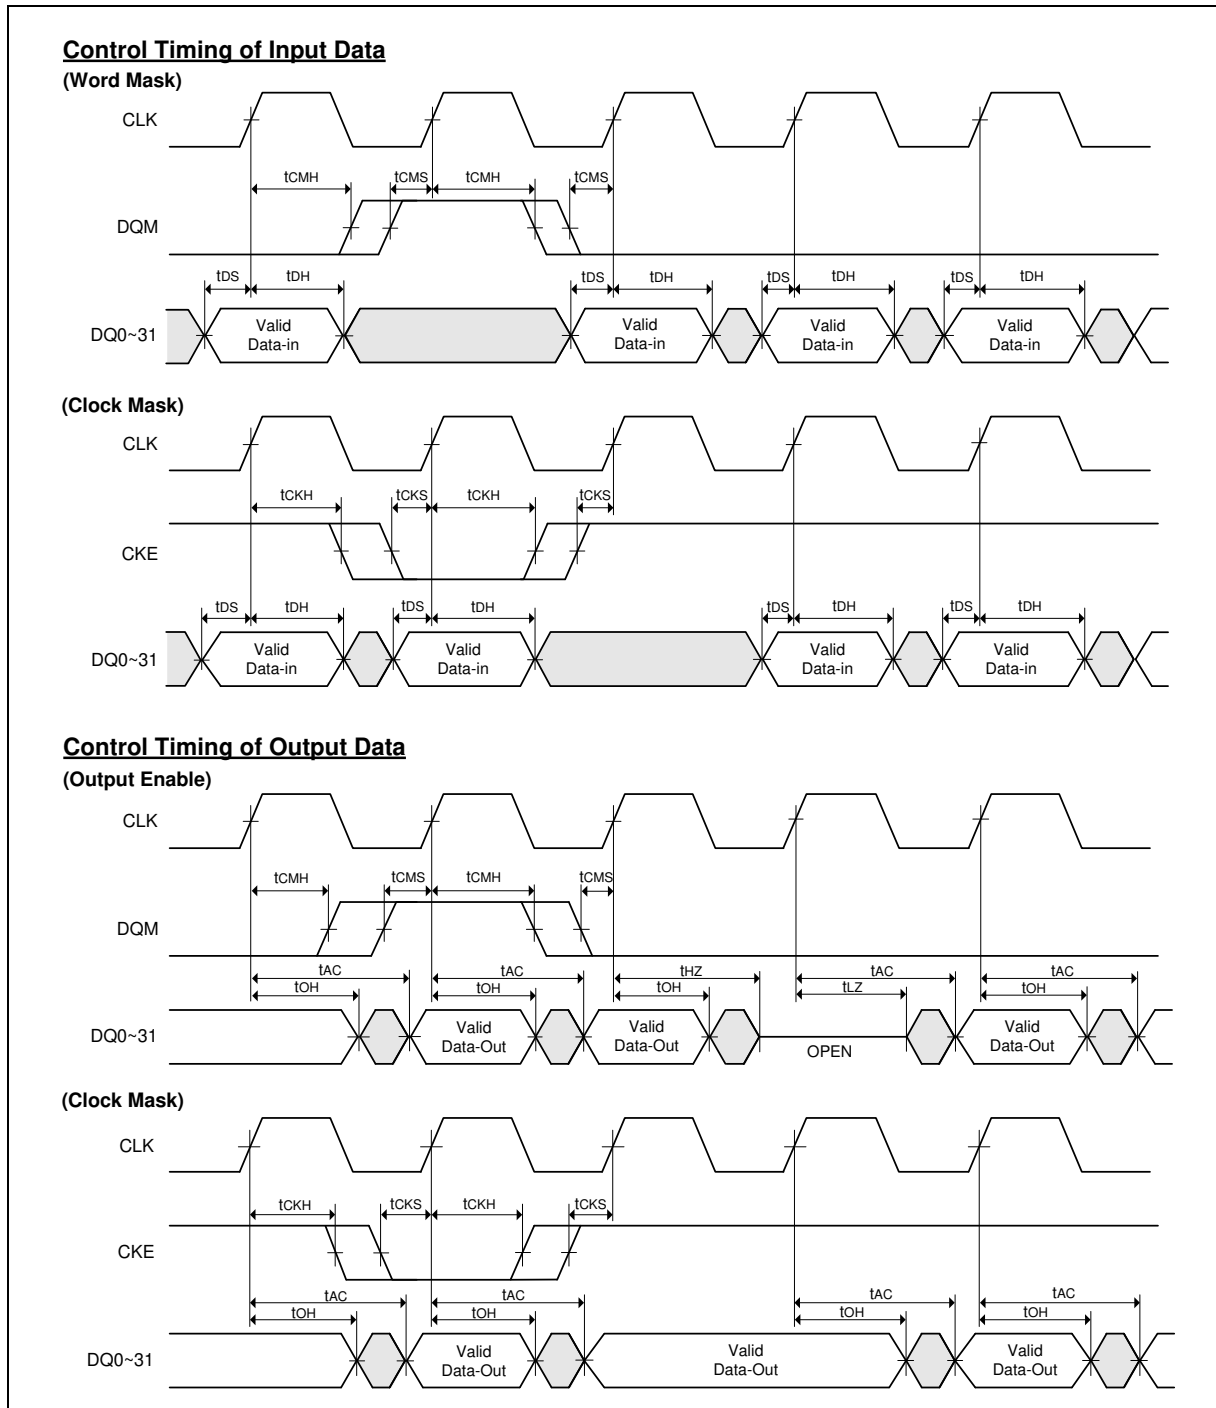 Control Timing of Input Data
(Word Mask)
CLK
tCMH tCMS tCMH tCMS
DQM
tDS tDH tDS tDH tDS tDH tDS tDH
DQ0~31
Valid Data-in
Valid Data-in
Valid Data-in
Valid Data-in
(Clock Mask)
CLK
tCKH tCKS tCKH tCKS
CKE
tDS tDH tDS tDH tDS tDH tDS tDH
DQ0~31
Valid Data-in
Valid Data-in
Valid Data-in
Valid Data-in
Control Timing of Output Data
(Output Enable)
CLK
tCMH tCMS tCMH tCMS
DQM
tAC tAC tHZ tAC tAC
tOH tOH tOH tLZ tOH
DQ0~31
Valid Data-Out
Valid Data-Out
OPEN
Valid Data-Out
(Clock Mask)
CLK
tCKH tCKS tCKH tCKS
CKE
tAC tAC tAC tAC
tOH tOH tOH tOH
DQ0~31
Valid Data-Out
Valid Data-Out
Valid Data-Out